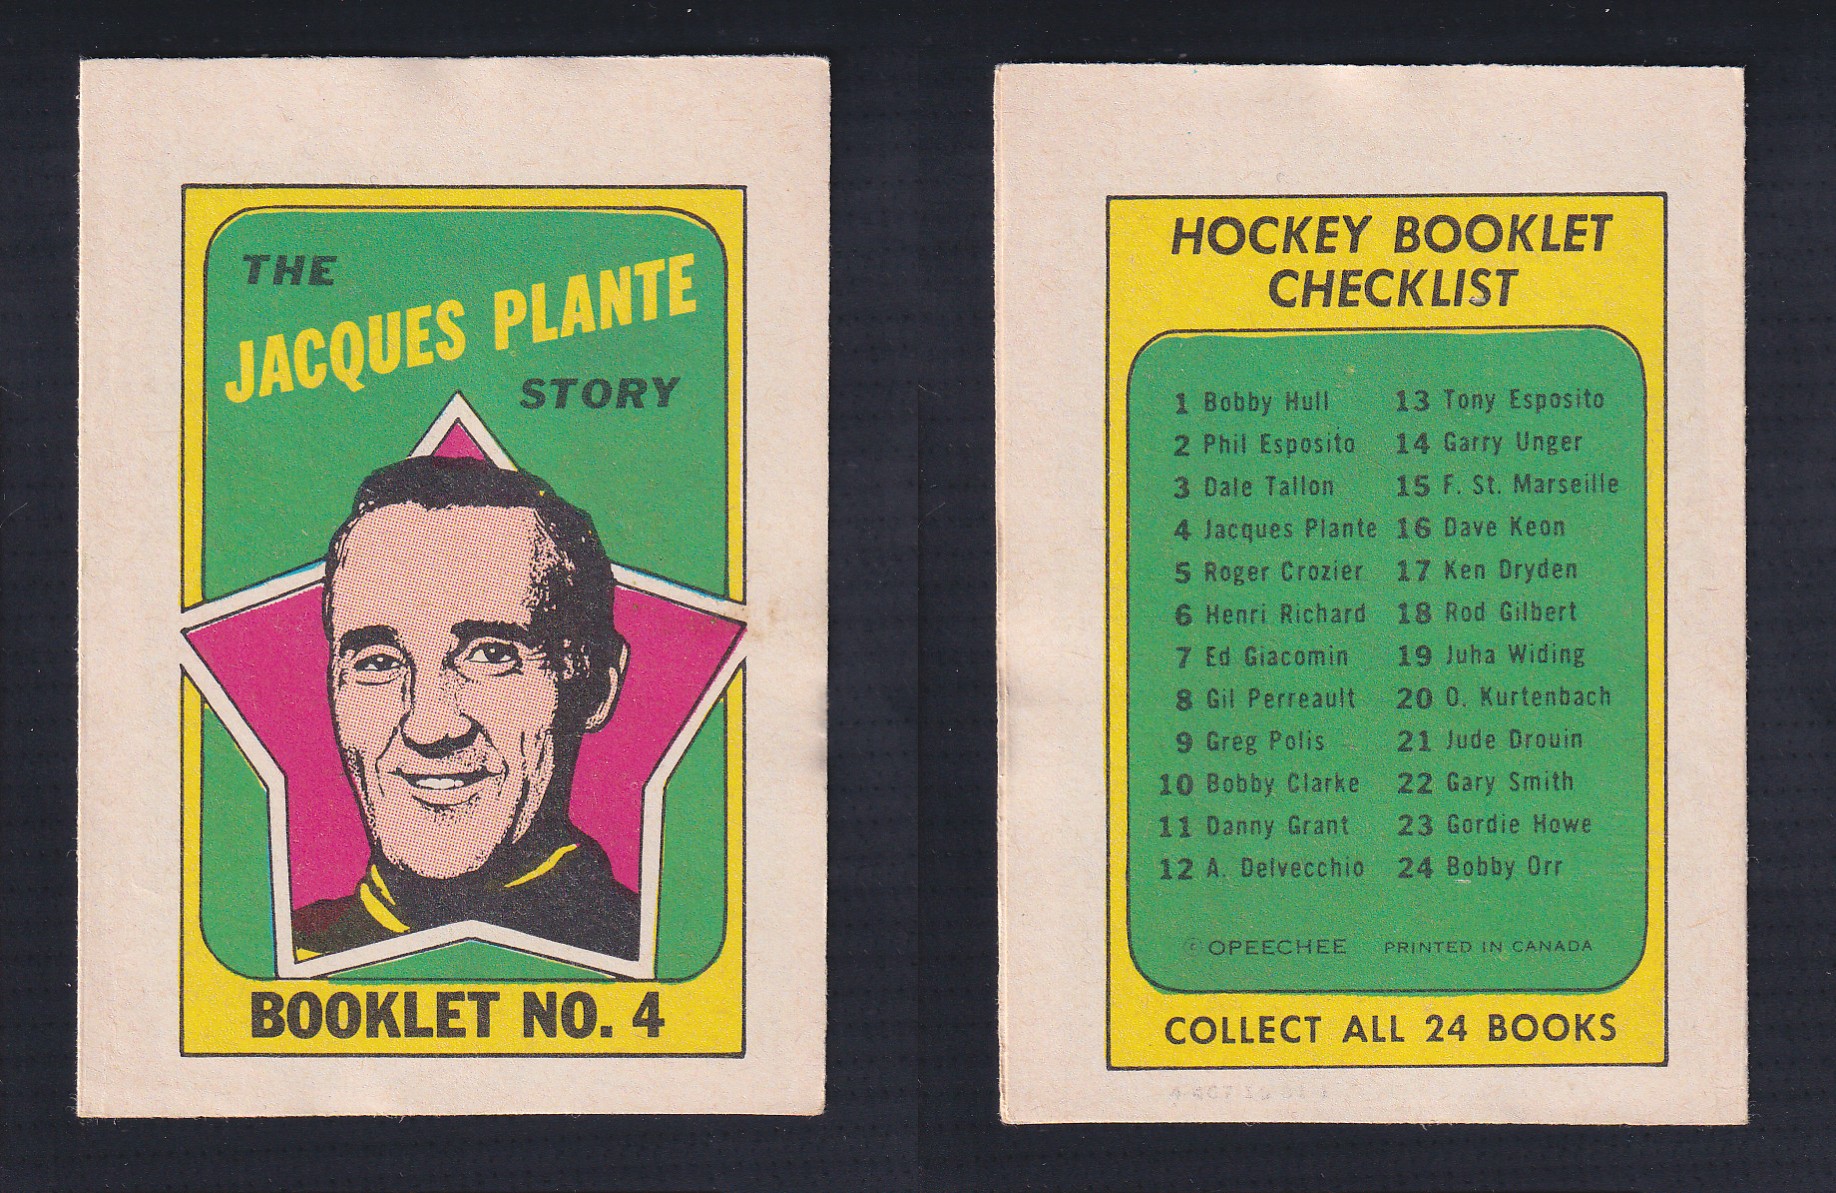 THE
JACQUES PLANTE
STORY
BOOKLET NO. 4
HOCKEY BOOKLET
CHECKLIST
1 Bobby Hull
2 Phil Esposito
3 Dale Tallon
4 Jacques Plante
5 Roger Crozier
6 Henri Richard
7 Ed Giacomin
8 Gil Perreault
9 Greg Polis
10 Bobby Clarke
11 Danny Grant
12 A. Delvecchio
13 Tony Esposito
14 Garry Unger
15 F. St. Marseille
16 Dave Keon
17 Ken Dryden
18 Rod Gilbert
19 Juha Widing
20 O. Kurtenbach
21 Jude Drouin
22 Gary Smith
23 Gordie Howe
24 Bobby Orr
© OPEECHEE PRINTED IN CANADA
COLLECT ALL 24 BOOKS